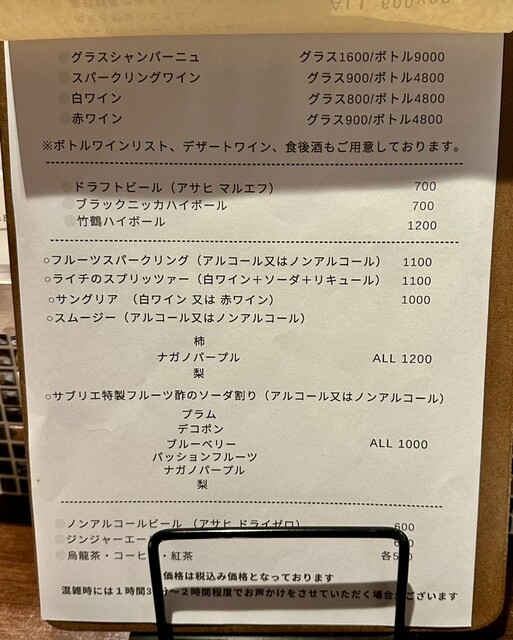 グラスシャンパーニュ グラス1600/ボトル9000
スパークリングワイン グラス900/ボトル4800
白ワイン グラス800/ボトル4800
赤ワイン グラス900/ボトル4800
※ボトルワインリスト、デザートワイン、食後酒もご用意しております。
ドラフトビール（アサヒ マルエフ） 700
ブラックニッカハイボール 700
竹鶴ハイボール 1200
○フルーツスパークリング（アルコール又はノンアルコール） 1100
○ライチのスプリッツァー（白ワイン＋ソーダ＋リキュール） 1100
○サングリア （白ワイン 又は 赤ワイン） 1000
○スムージー（アルコール又はノンアルコール）
柿
ナガノパープル ALL 1200
梨
○サブリエ特製フルーツ酢のソーダ割り（アルコール又はノンアルコール）
プラム
デコポン
ブルーベリー ALL 1000
パッションフルーツ
ナガノパープル
梨
ノンアルコールビール （アサヒ ドライゼロ） 600
ジンジャーエール
烏龍茶・コーヒー・紅茶 各5
価格は税込み価格となっております
混雑時には１時間3 分～２時間程度でお声かけをさせていただく場合がございます